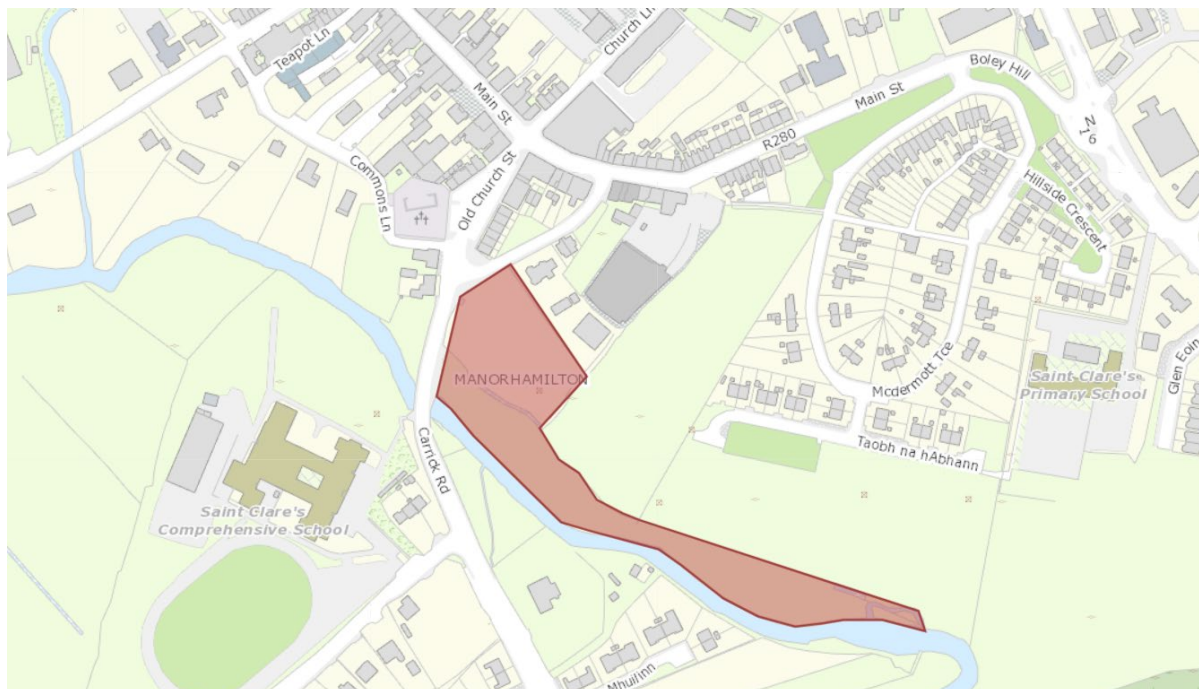 Teapot Ln
Church Ln
Main St
Boley Hill
Main St
R280
N16
Commons Ln
Old Church St
Hillside Crescent
MANORHAMILTON
Mcdermott Tce
Saint Clare's
Primary School
Glen Eoin
Carrick Rd
Taobh na hAbhann
Saint Clare's
Comprehensive School
Mhuilinn